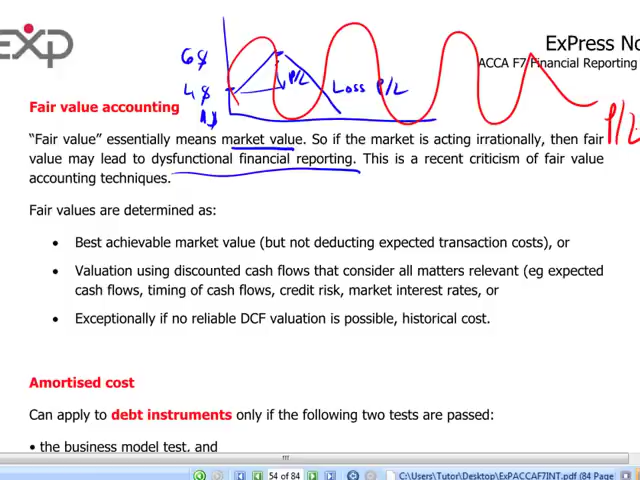 exp
ExPress No
ACCA F7 Financial Reporting
6$
4$
1$
P/L
Loss P/L
P/L
Fair value accounting
“Fair value” essentially means market value. So if the market is acting irrationally, then fair
value may lead to dysfunctional financial reporting. This is a recent criticism of fair value
accounting techniques.
Fair values are determined as:
• Best achievable market value (but not deducting expected transaction costs), or
• Valuation using discounted cash flows that consider all matters relevant (eg expected
cash flows, timing of cash flows, credit risk, market interest rates, or
• Exceptionally if no reliable DCF valuation is possible, historical cost.
Amortised cost
Can apply to debt instruments only if the following two tests are passed:
• the business model test, and
54 of 84
C:\Users\Tutor\Desktop\ExPACCAF7INT.pdf (84 Page